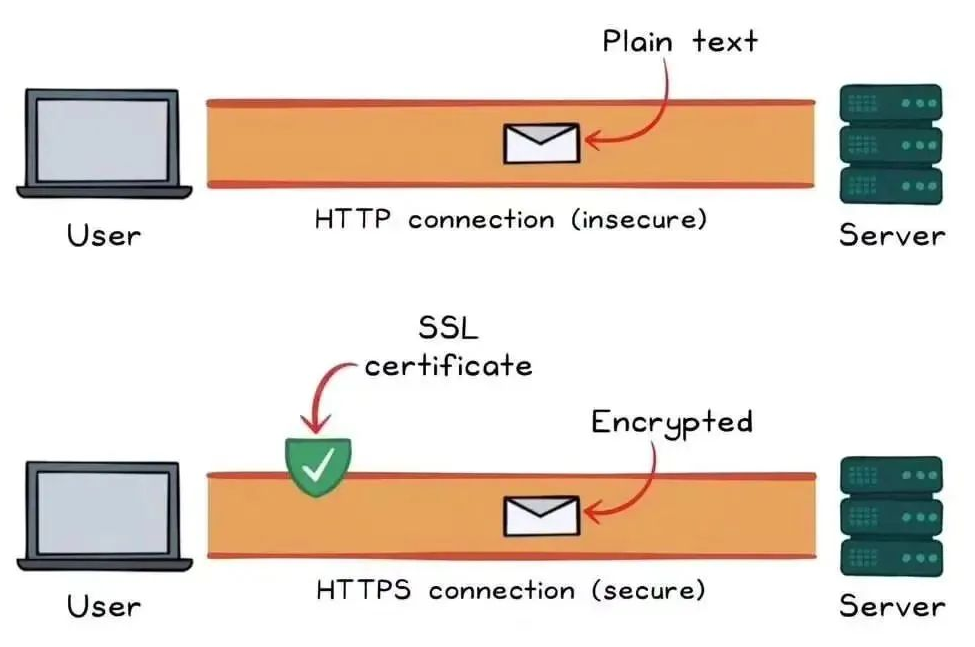 Plain text
HTTP connection (insecure)
User
Server
SSL
certificate
Encrypted
HTTPS connection (secure)
User
Server